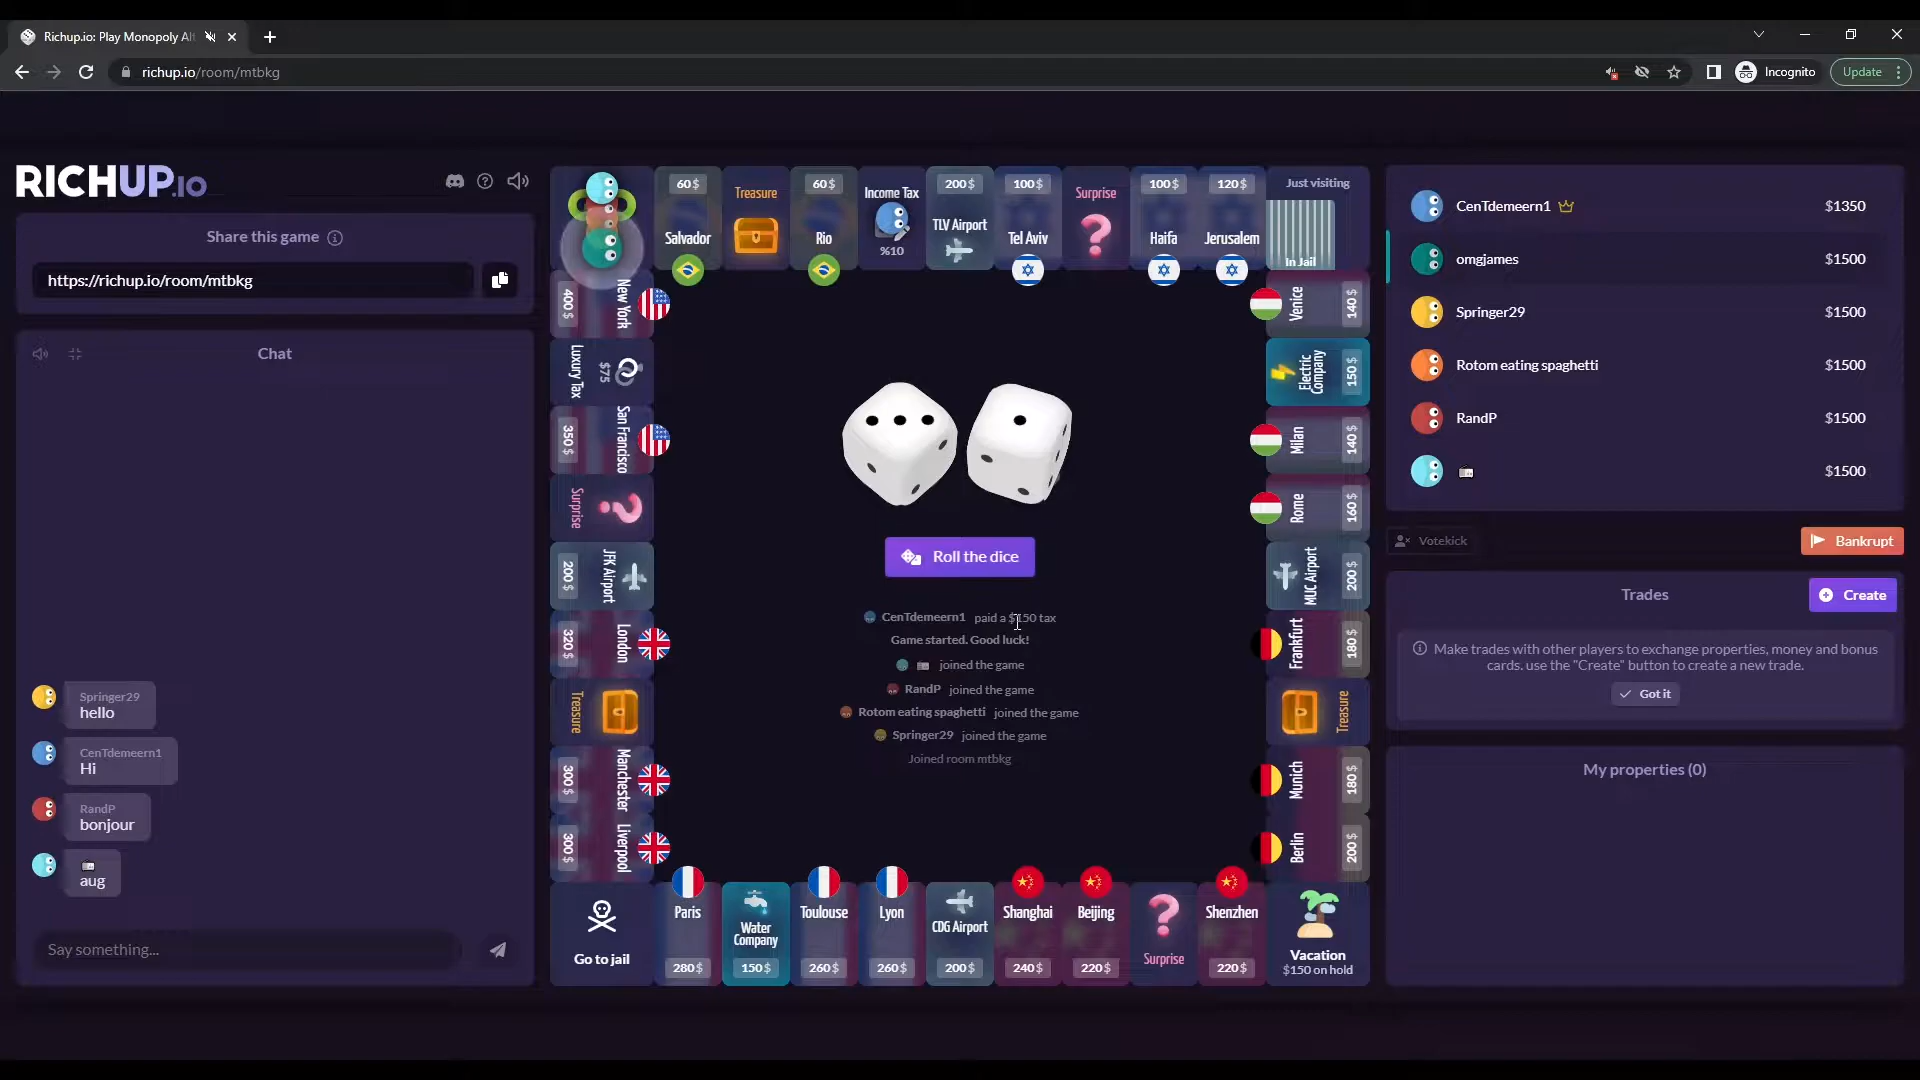 Richup.io: Play Monopoly Al
richup.io/room/mtbkg
Incognito
Update
RICHUP.IO
Share this game
https://richup.io/room/mtbkg
Chat
Springer29
hello
CenTdemeern1
Hi
RandP
bonjour
aug
Say something...
60$
Salvador
Treasure
60$
Rio
Income Tax
%10
200$
TLV Airport
100$
Tel Aviv
Surprise
100$
Haifa
120$
Jerusalem
Just visiting
In Jail
Venice
140$
Electric
Company
150$
Milan
140$
Rome
160$
MUC Airport
200$
Frankfurt
180$
Treasure
Munich
180$
Berlin
200$
Vacation
$150 on hold
Shenzhen
220$
Surprise
Beijing
220$
Shanghai
240$
CDG Airport
200$
Lyon
260$
Toulouse
260$
Water
Company
150$
Paris
280$
Go to jail
Liverpool
300$
Manchester
300$
Treasure
London
320$
JFK Airport
200$
Surprise
San Francisco
350$
Luxury Tax
$75
New York
400$
Roll the dice
CenTdemeern1 paid a $150 tax
Game started. Good luck!
joined the game
RandP joined the game
Rotom eating spaghetti joined the game
Springer29 joined the game
Joined room mtbkg
CenTdemeern1 $1350
omgjames $1500
Springer29 $1500
Rotom eating spaghetti $1500
RandP $1500
$1500
Votekick
Bankrupt
Trades
Create
Make trades with other players to exchange properties, money and bonus
cards. use the "Create" button to create a new trade.
Got it
My properties (0)